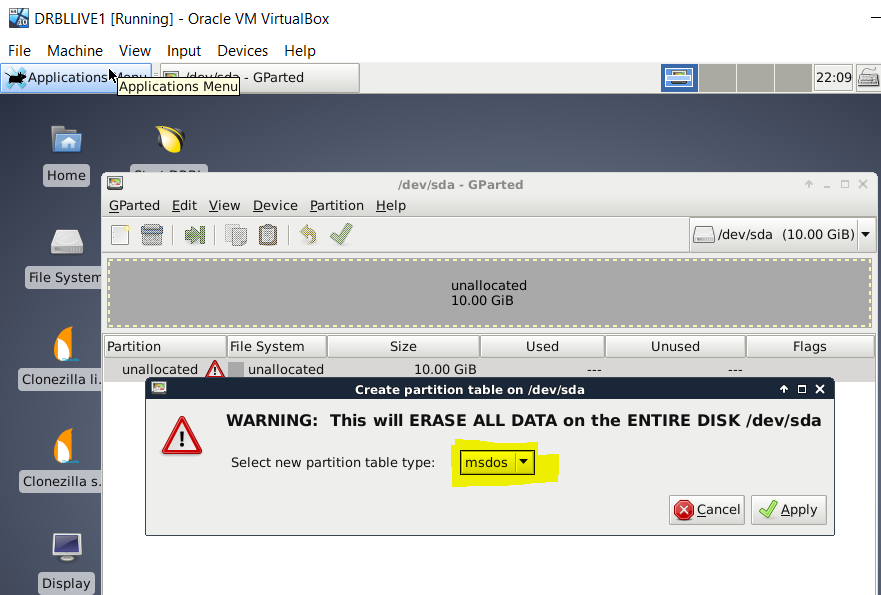 DRBLLIVE1 [Running] - Oracle VM VirtualBox
File Machine View Input Devices Help
Applications Menu /dev/sda - GParted 22:09
Applications Menu
Home
File System
Clonezilla li..
Clonezilla s.
Display
/dev/sda - GParted
GParted Edit View Device Partition Help
/dev/sda (10.00 GiB)
unallocated
10.00 GiB
Partition File System Size Used Unused Flags
unallocated unallocated 10.00 GiB --- ---
Create partition table on /dev/sda
WARNING: This will ERASE ALL DATA on the ENTIRE DISK /dev/sda
Select new partition table type: msdos
Cancel Apply